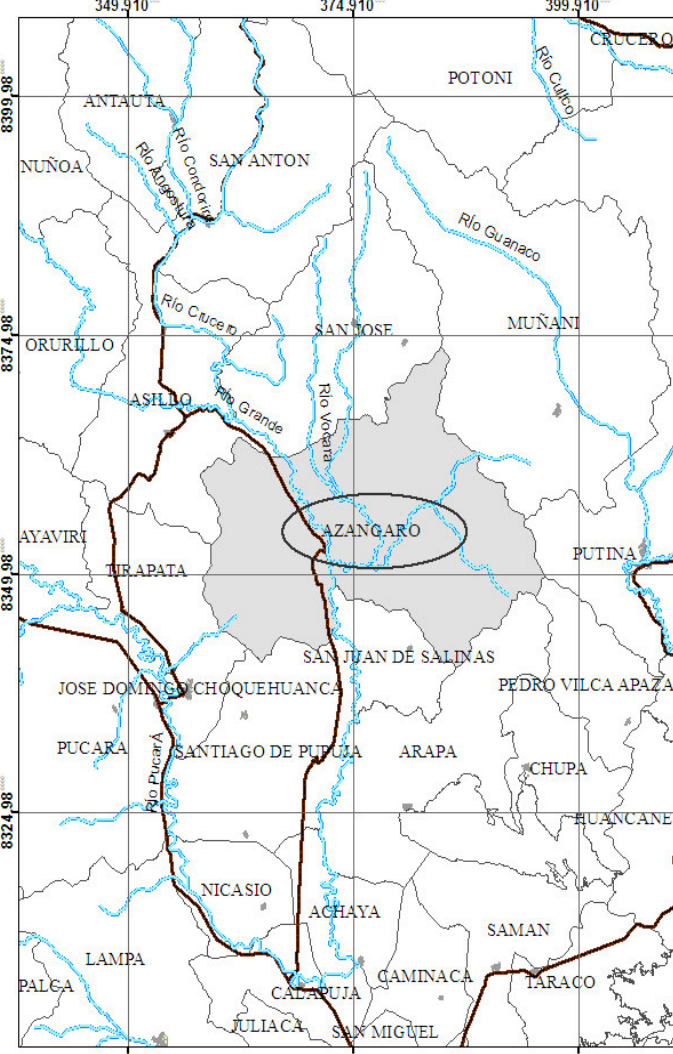 349.910 374.910 399.910
CRUCERO
POTONI
Río Cullco
8399,98
ANTAUTA
Río Condoriri
SAN ANTON
NUÑOA
Río Angostura
Río Guanaco
Río Crucero
SAN JOSE
MUÑANI
8374,98
ORURILLO
ASILLO
Río Grande
Río Vocara
AZANGARO
AYAVIRI
PUTINA
8349,98
TIRAPATA
SAN JUAN DE SALINAS
JOSE DOMINGO CHOQUEHUANCA
PEDRO VILCA APAZA
PUCARA
SANTIAGO DE PUPUJA
ARAPA
CHUPA
Río PucarÁ
8324,98
HUANCANE
NICASIO
ACHAYA
SAMAN
LAMPA
CAMINACA
TARACO
PALCA
CALAPUJA
JULIACA
SAN MIGUEL